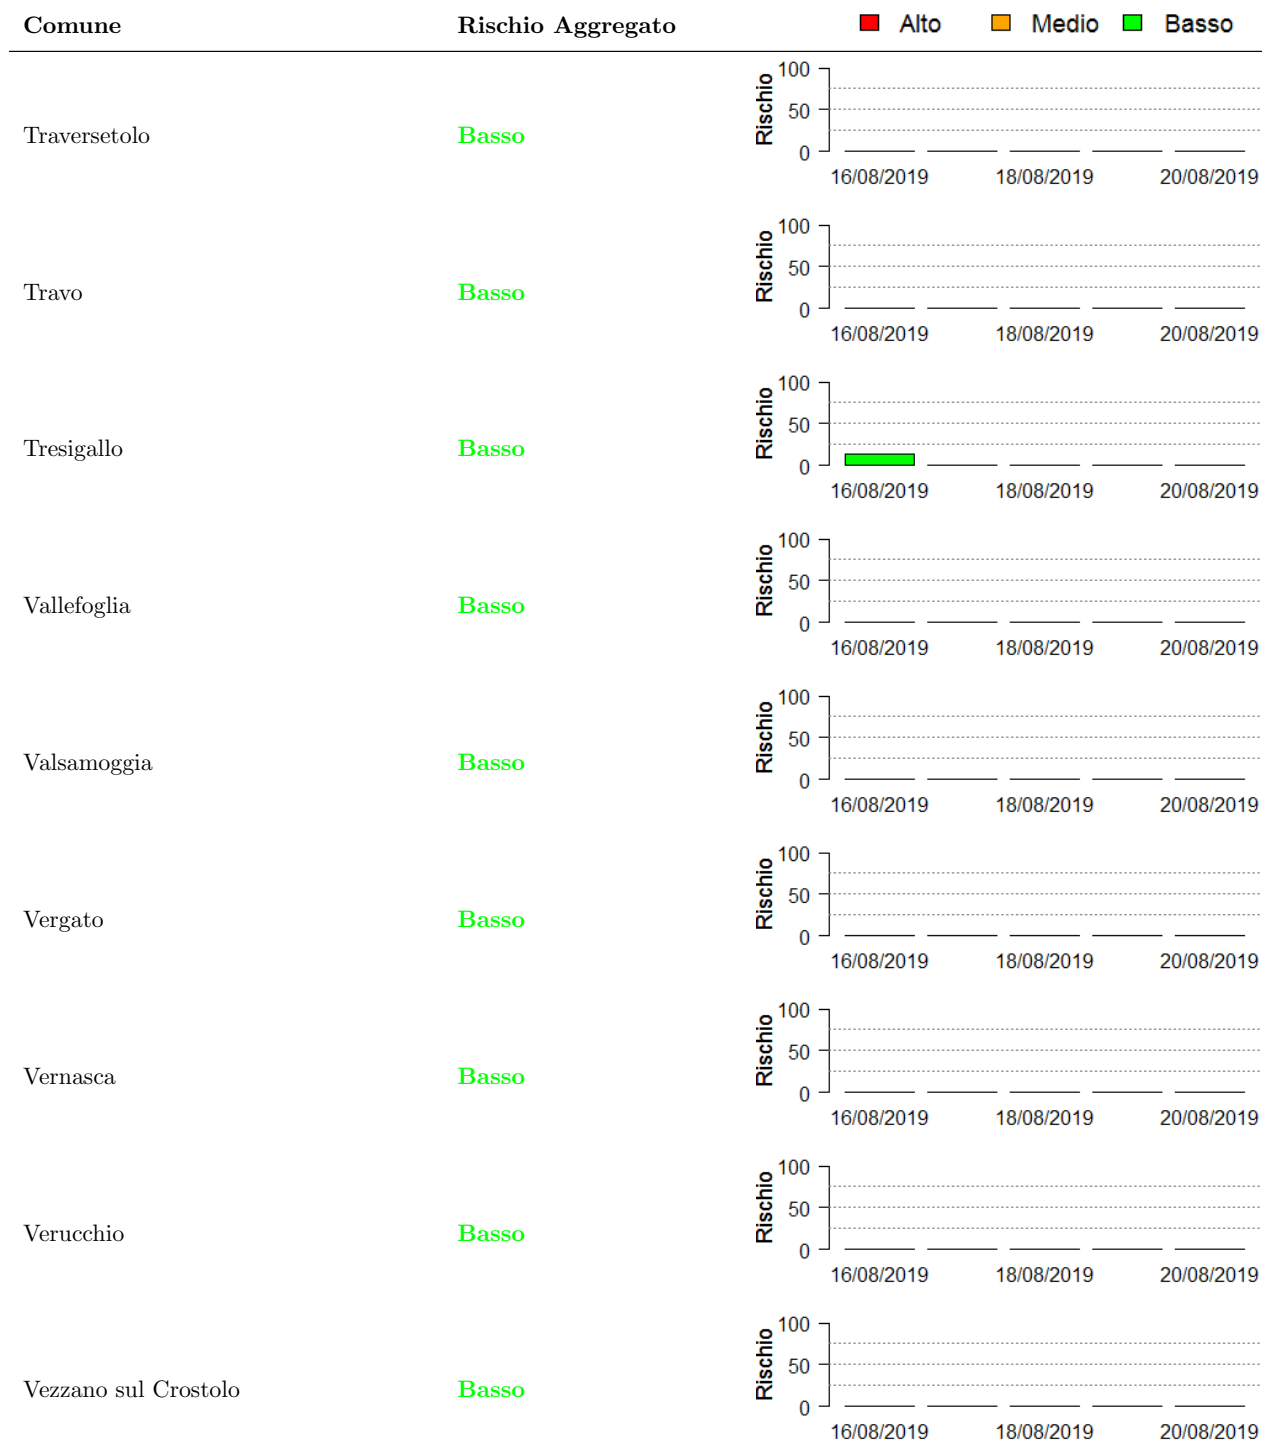 Comune Rischio Aggregato Alto Medio Basso
Traversetolo Basso
Rischio
100
50
0
16/08/2019 18/08/2019 20/08/2019
Travo Basso
Rischio
100
50
0
16/08/2019 18/08/2019 20/08/2019
Tresigallo Basso
Rischio
100
50
0
16/08/2019 18/08/2019 20/08/2019
Vallefoglia Basso
Rischio
100
50
0
16/08/2019 18/08/2019 20/08/2019
Valsamoggia Basso
Rischio
100
50
0
16/08/2019 18/08/2019 20/08/2019
Vergato Basso
Rischio
100
50
0
16/08/2019 18/08/2019 20/08/2019
Vernasca Basso
Rischio
100
50
0
16/08/2019 18/08/2019 20/08/2019
Verucchio Basso
Rischio
100
50
0
16/08/2019 18/08/2019 20/08/2019
Vezzano sul Crostolo Basso
Rischio
100
50
0
16/08/2019 18/08/2019 20/08/2019